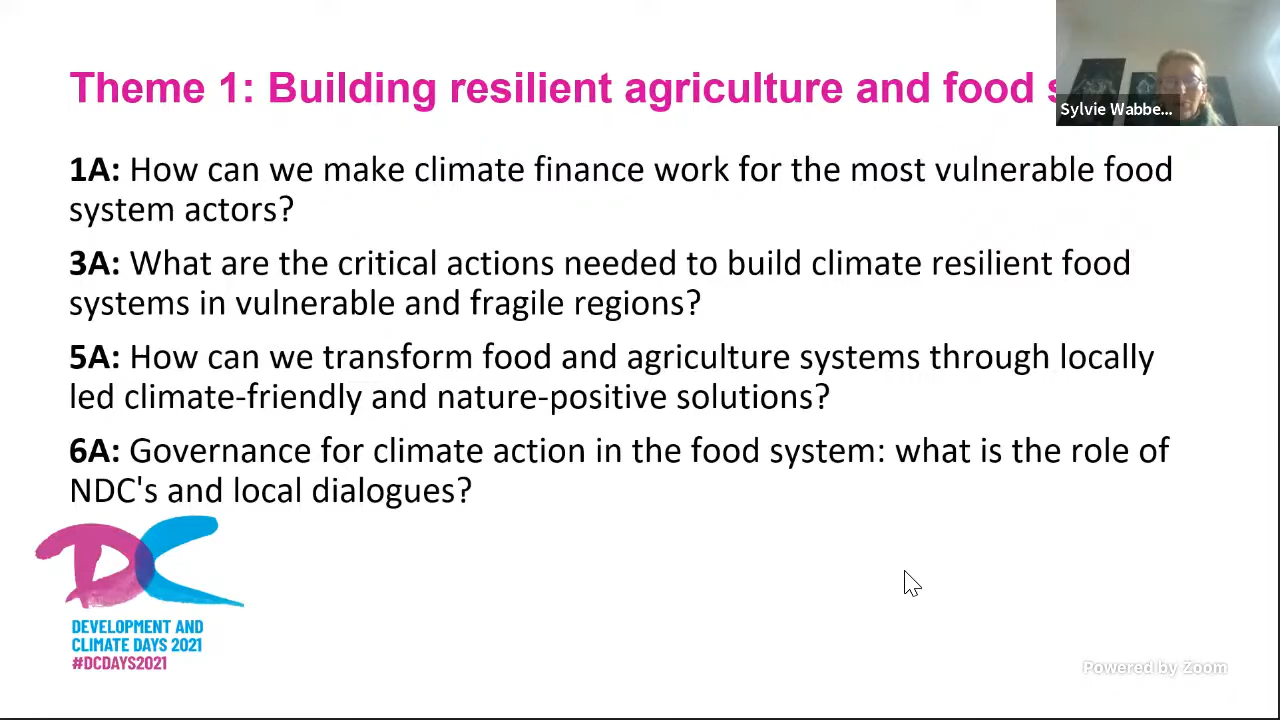 Theme 1: Building resilient agriculture and food s
Sylvie Wabbe...
1A: How can we make climate finance work for the most vulnerable food
system actors?
3A: What are the critical actions needed to build climate resilient food
systems in vulnerable and fragile regions?
5A: How can we transform food and agriculture systems through locally
led climate-friendly and nature-positive solutions?
6A: Governance for climate action in the food system: what is the role of
NDC's and local dialogues?
DC
DEVELOPMENT AND
CLIMATE DAYS 2021
#DCDAYS2021
Powered by Zoom